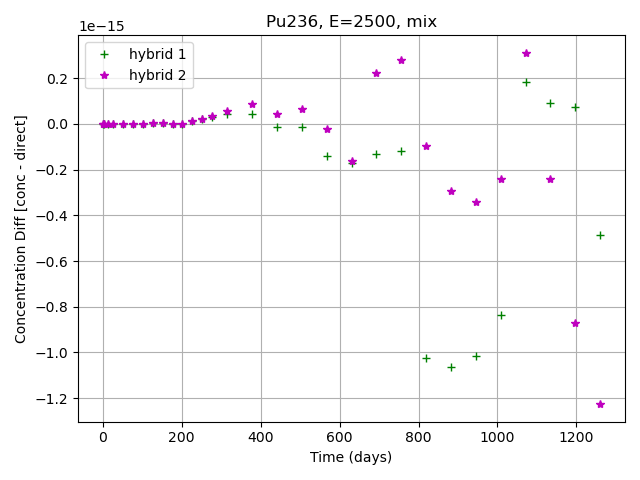 Pu236, E=2500, mix
1e−15
hybrid 1
hybrid 2
0.2
0.0
−0.2
−0.4
−0.6
−0.8
−1.0
−1.2
Concentration Diff [conc - direct]
0 200 400 600 800 1000 1200
Time (days)